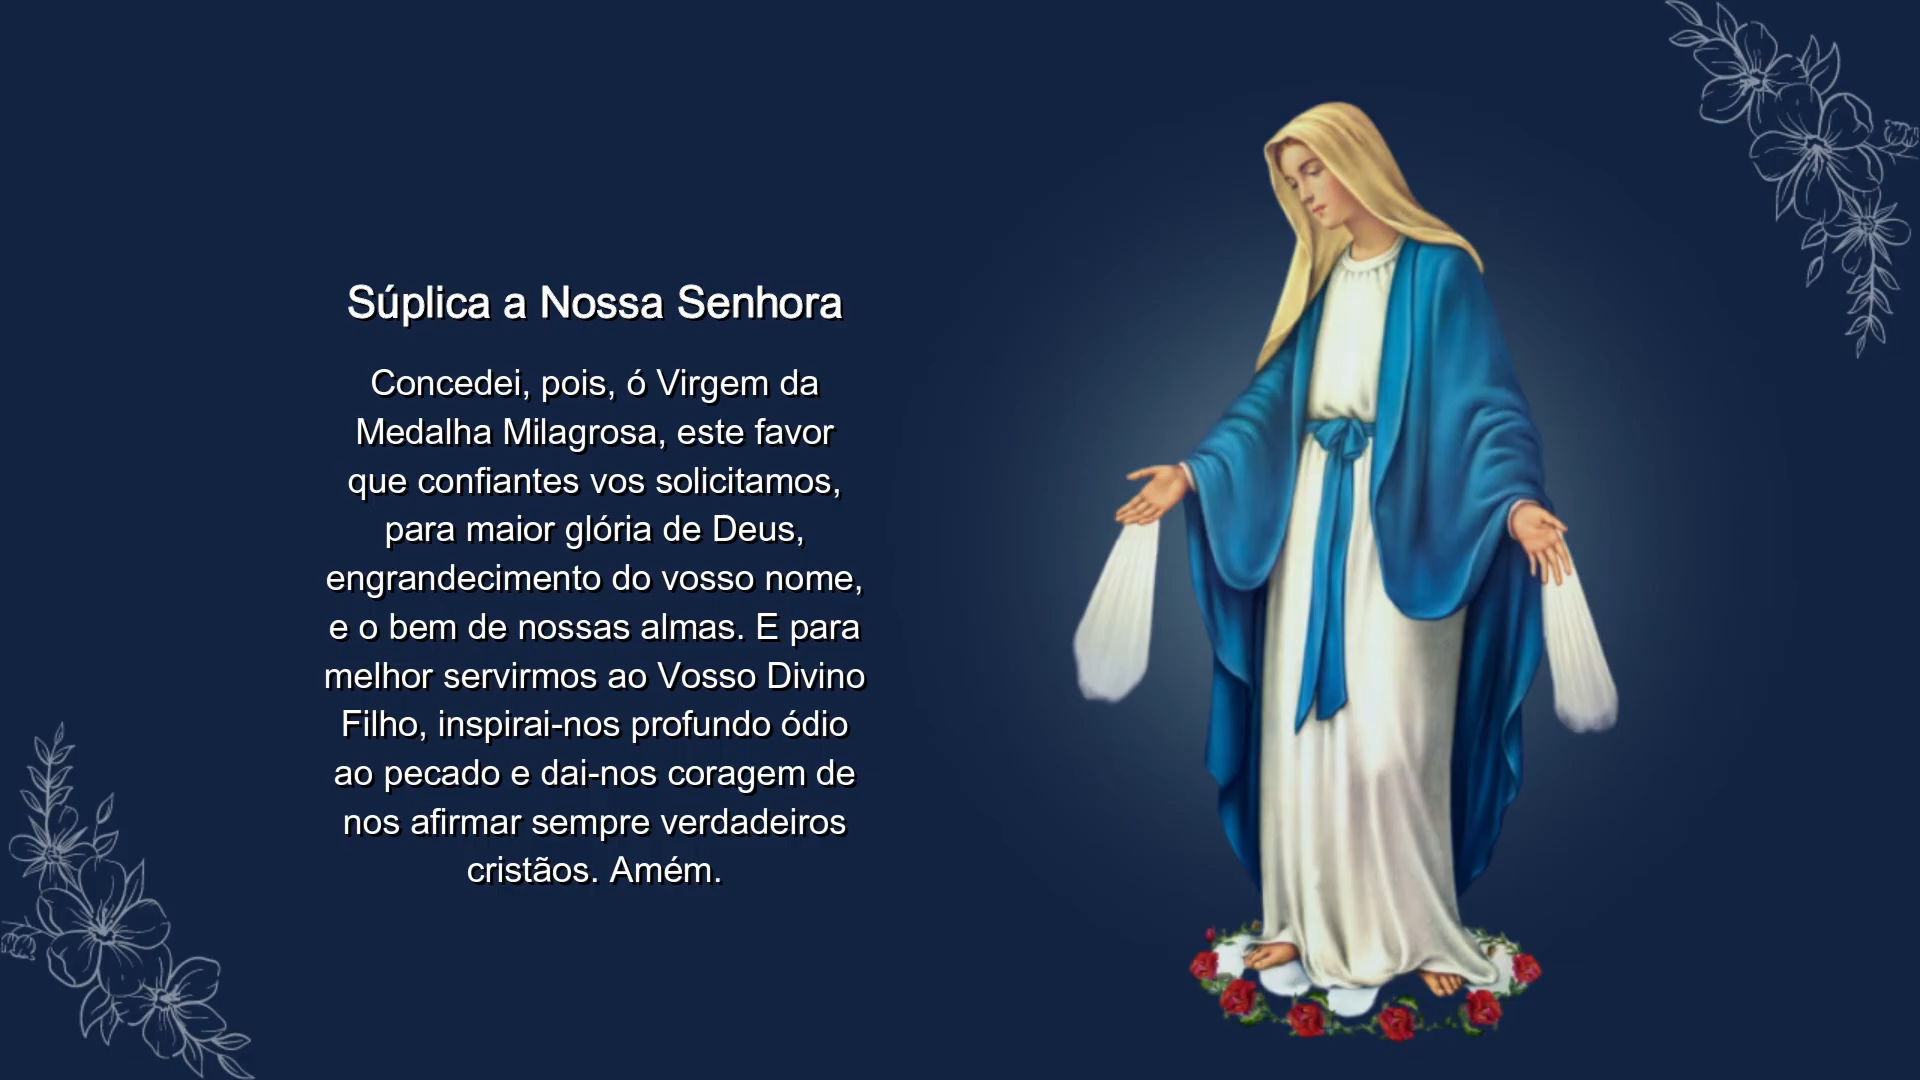 Súplica a Nossa Senhora
Concedei, pois, ó Virgem da
Medalha Milagrosa, este favor
que confiantes vos solicitamos,
para maior glória de Deus,
engrandecimento do vosso nome,
e o bem de nossas almas. E para
melhor servirmos ao Vosso Divino
Filho, inspirai-nos profundo ódio
ao pecado e dai-nos coragem de
nos afirmar sempre verdadeiros
cristãos. Amém.